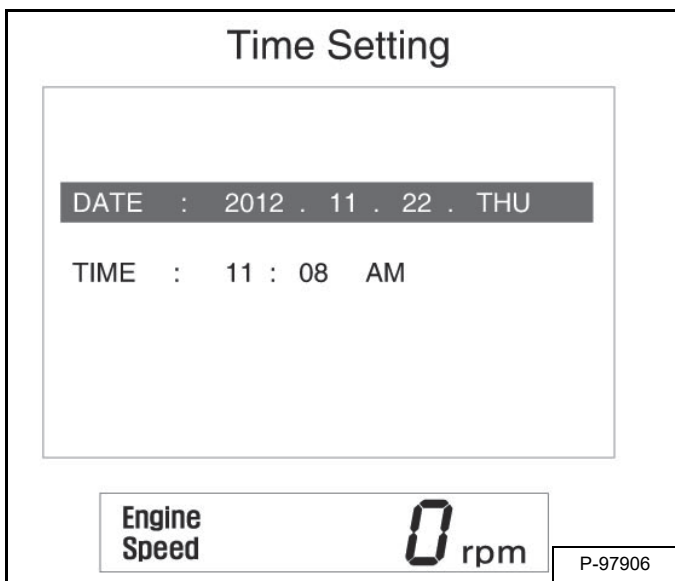 Time Setting
DATE : 2012 . 11 . 22 . THU
TIME : 11 : 08 AM
Engine
Speed
0 rpm
P-97906